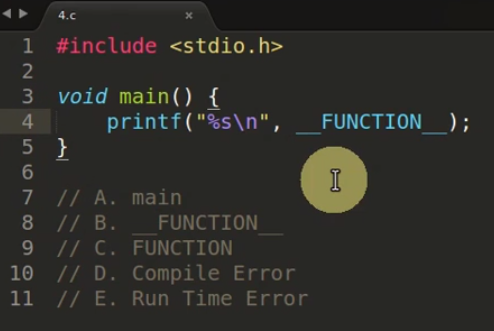 4.c
1 #include <stdio.h>
2
3 void main() {
4     printf("%s\n", __FUNCTION__);
5 }
6
7 // A. main
8 // B. __FUNCTION__
9 // C. FUNCTION
10 // D. Compile Error
11 // E. Run Time Error